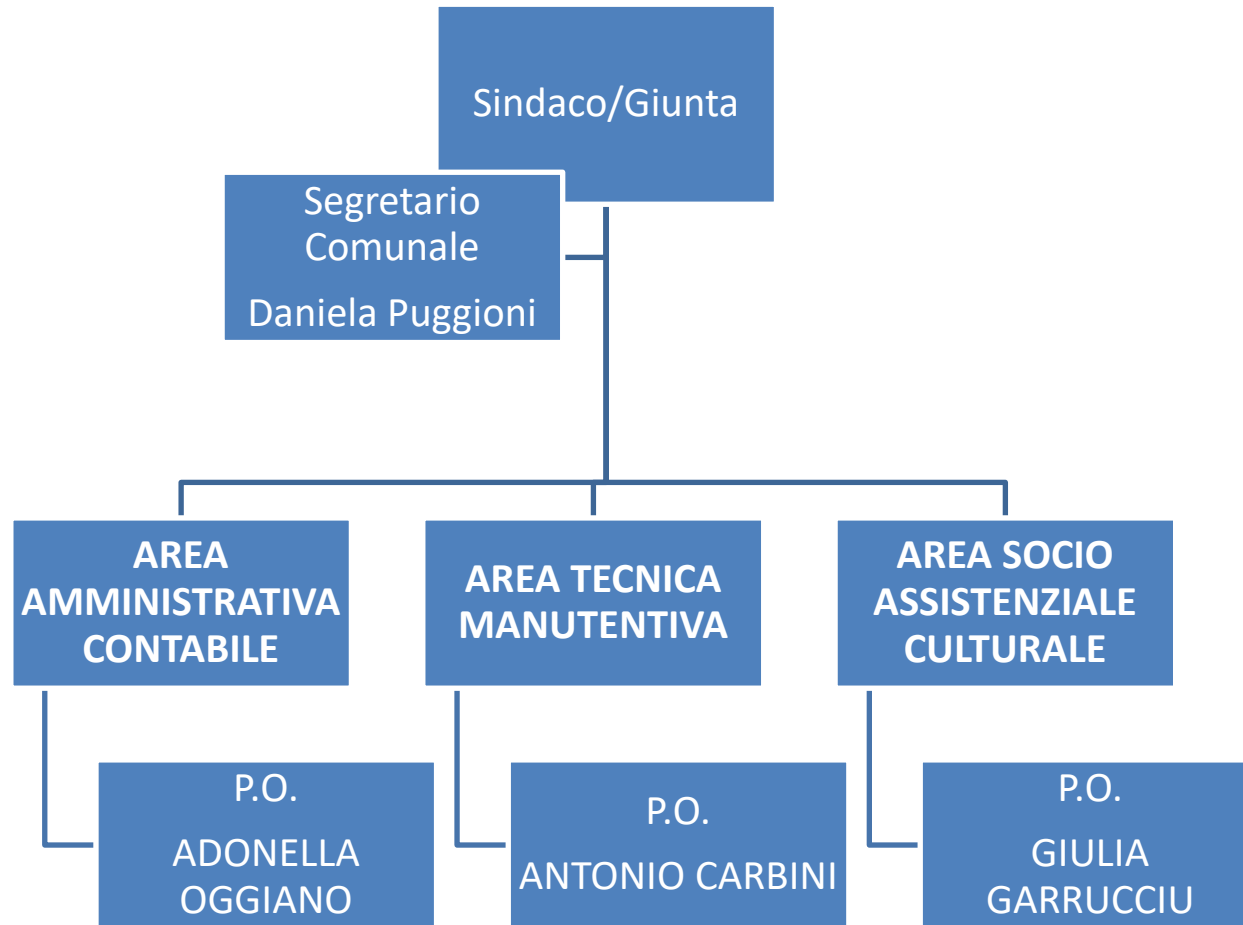 Sindaco/Giunta
Segretario
Comunale
Daniela Puggioni
AREA
AMMINISTRATIVA
CONTABILE
AREA TECNICA
MANUTENTIVA
AREA SOCIO
ASSISTENZIALE
CULTURALE
P.O.
ADONELLA
OGGIANO
P.O.
ANTONIO CARBINI
P.O.
GIULIA
GARRUCCIU